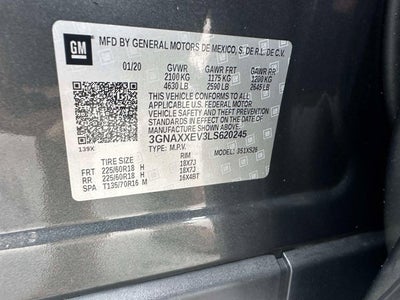 GM
MFD BY GENERAL MOTORS DE MEXICO, S. DE R.L. DE C.V.
01/20 GVWR GAWR FRT GAWR RR
2100 KG 1175 KG 1200 KG
4630 LB 2590 LB 2645 LB
THIS VEHICLE CONFORMS TO ALL
APPLICABLE U.S. FEDERAL MOTOR
VEHICLE SAFETY AND THEFT PREVENTION
STANDARDS IN EFFECT ON THE DATE OF
MANUFACTURE SHOWN ABOVE.
3GNAXXEV3LS620245
139X TYPE: M.P.V. MODEL: 351XS26
TIRE SIZE RIM
FRT 225/60R18 H 18X7J
RR 225/60R18 H 18X7J
SPA T135/70R16 M 16X4BT